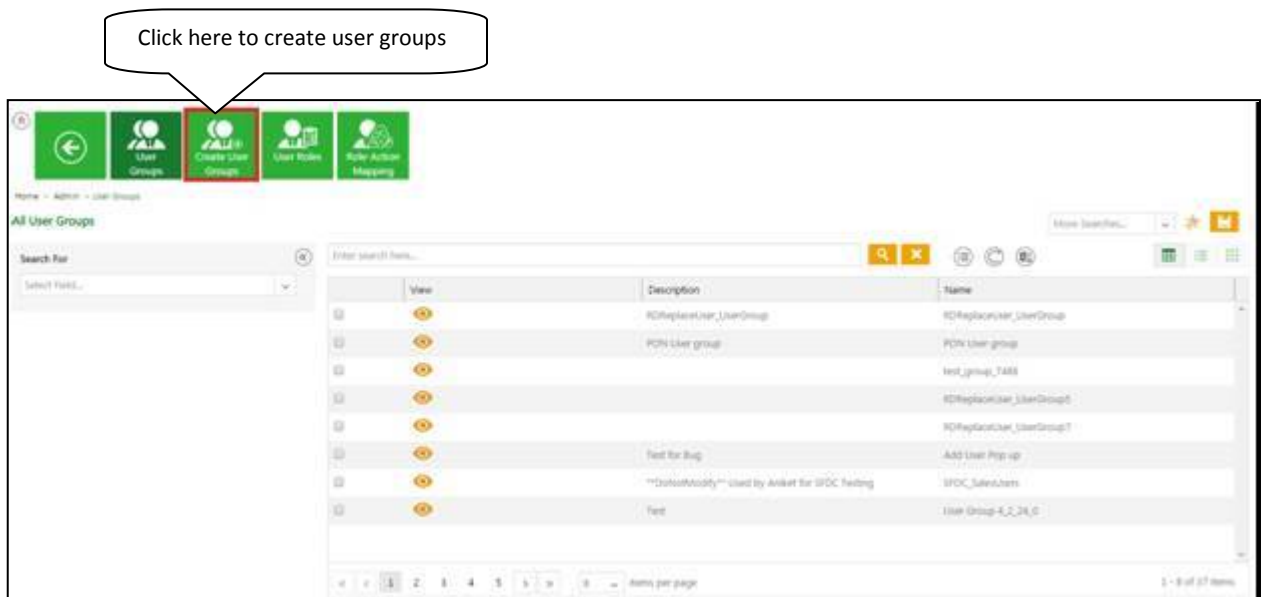 Click here to create user groups
User
Groups
Create User
Groups
User Roles
Role Action
Mapping
Home > Admin > User Groups
All User Groups
More Searches...
Search For
Enter search here...
Select Field...
View Description Name
RDReplaceUser_UserGroup RDReplaceUser_UserGroup
PON User group PON User group
test_group_7488
RDReplaceUser_UserGroup5
RDReplaceUser_UserGroup7
Test for Bug Add User Pop up
**DoNotModify** Used by Aniket for SFDC Testing SFDC_SalesUsers
Test User Group 4_2_24_0
1 2 3 4 5 8 items per page 1 - 8 of 37 items